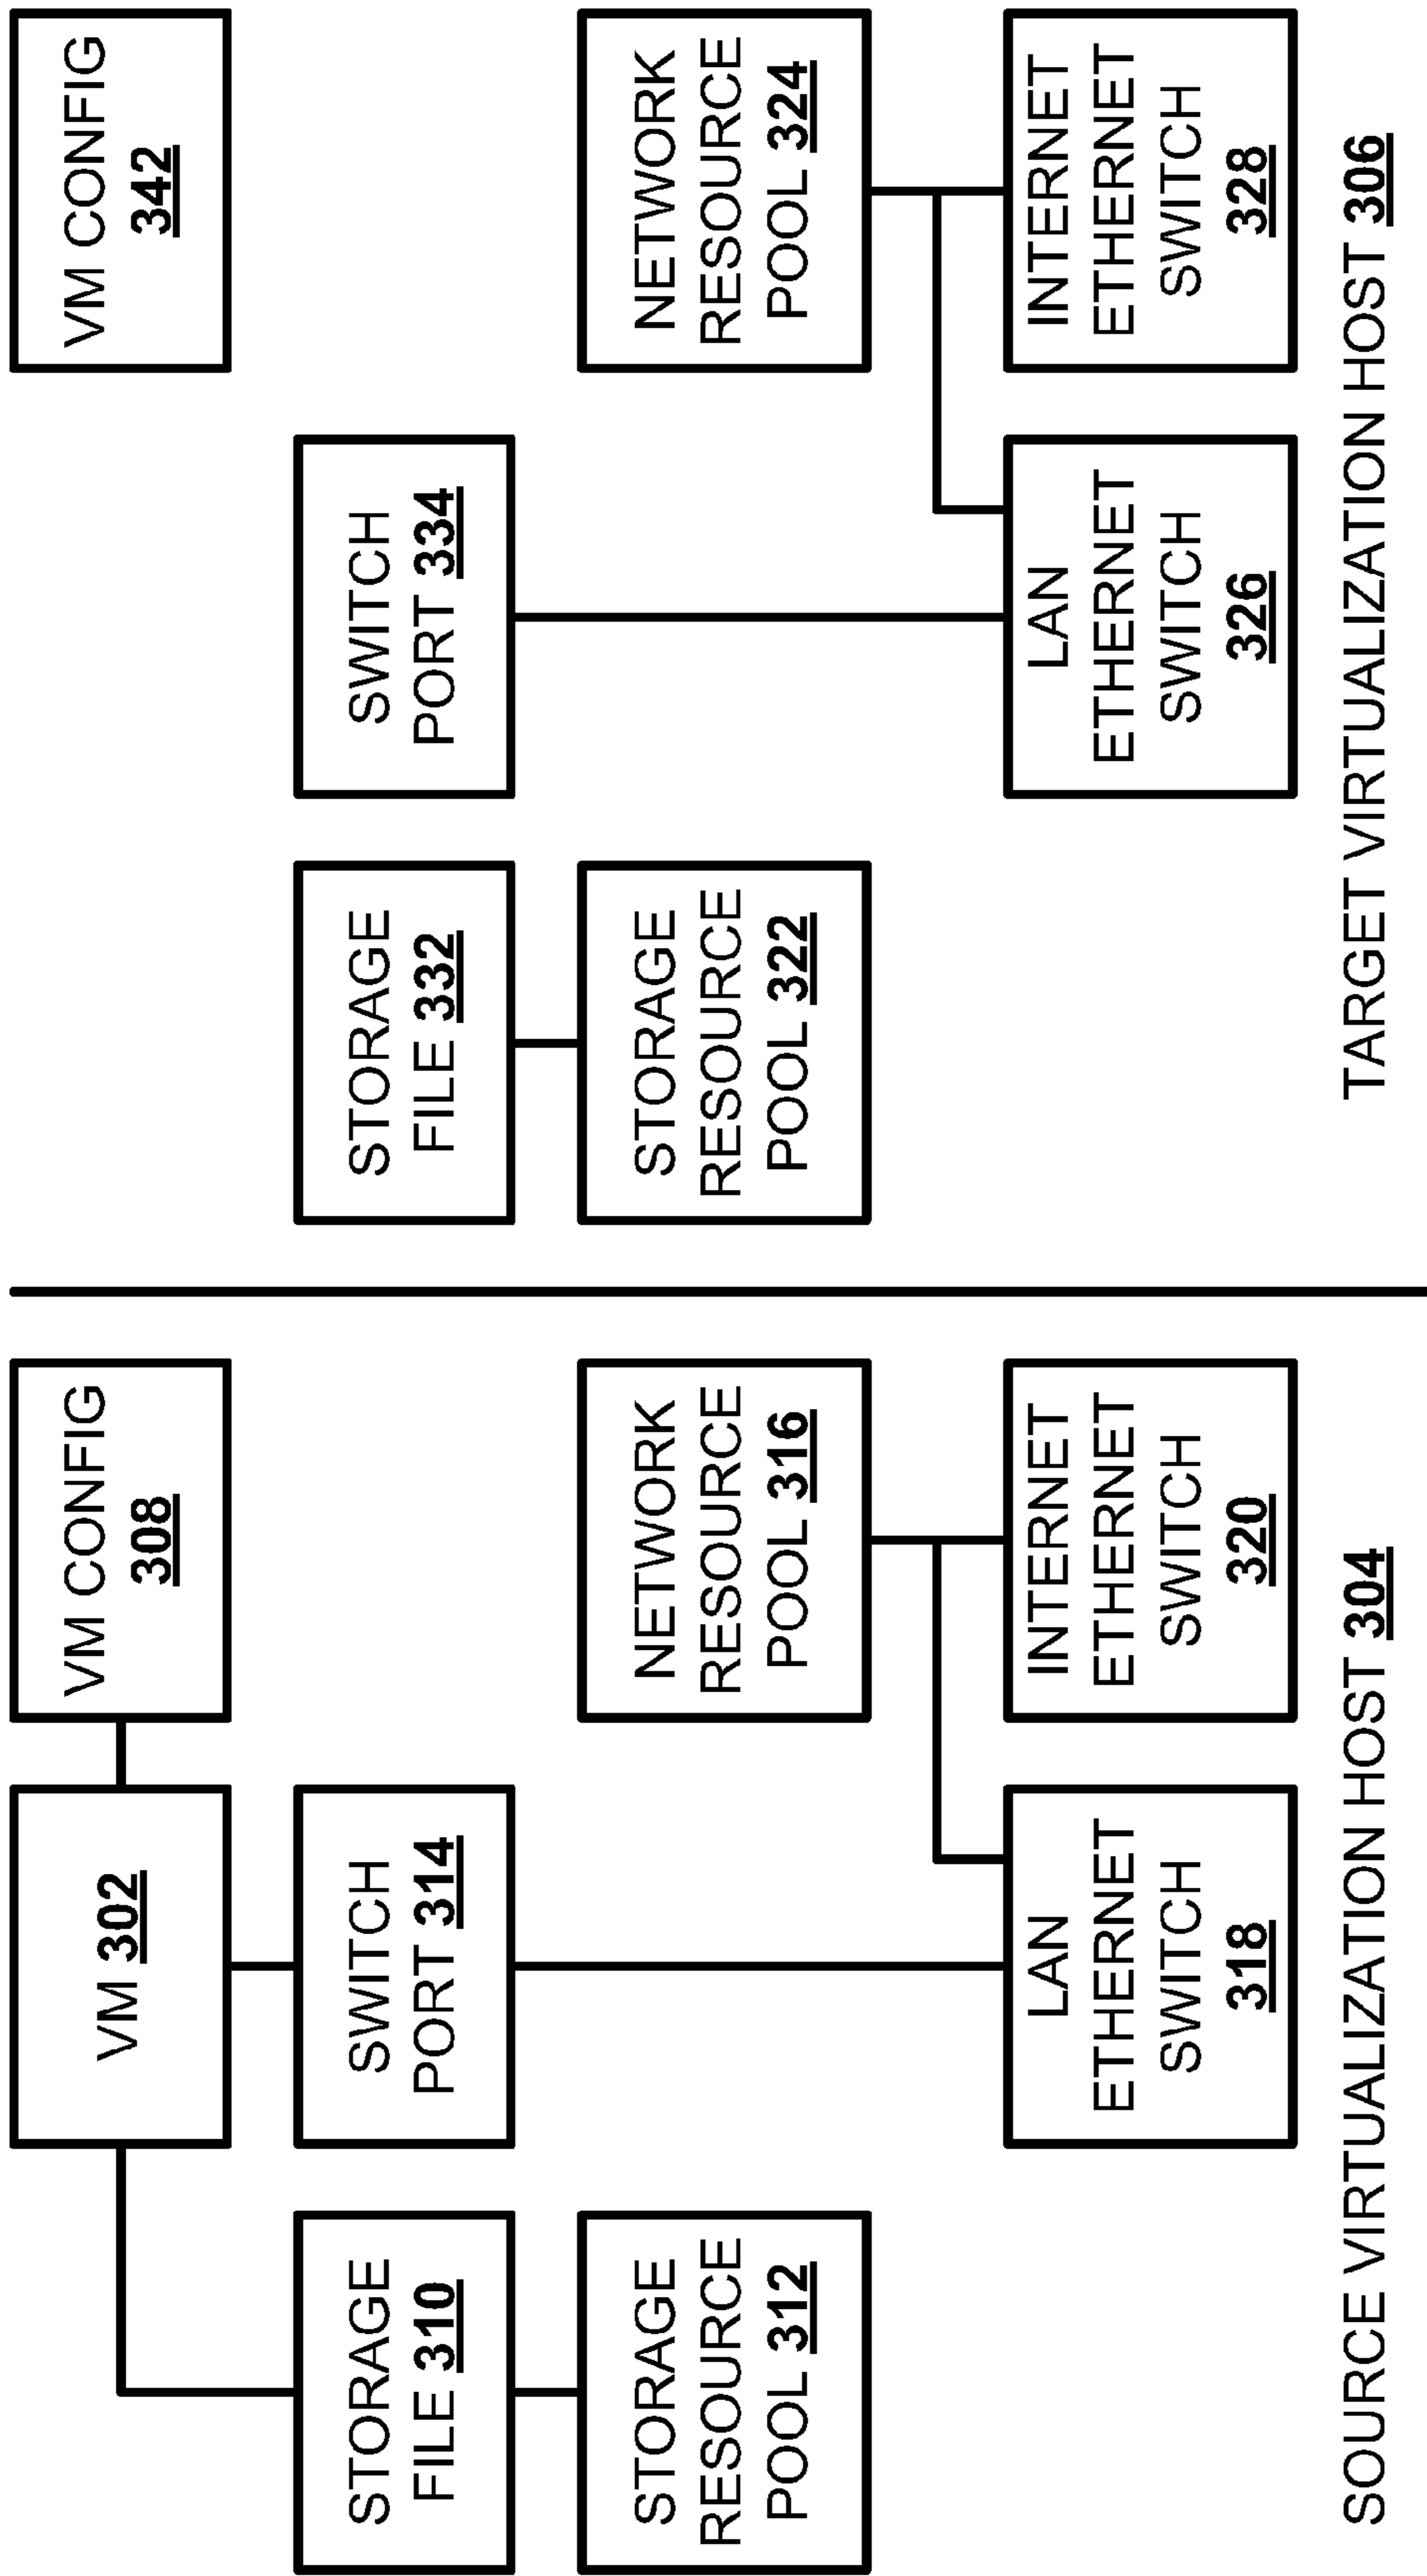 VM 302
VM CONFIG
308
STORAGE
FILE 310
SWITCH
PORT 314
STORAGE
RESOURCE
POOL 312
NETWORK
RESOURCE
POOL 316
LAN
ETHERNET
SWITCH
318
INTERNET
ETHERNET
SWITCH
320
SOURCE VIRTUALIZATION HOST 304
VM CONFIG
342
STORAGE
FILE 332
SWITCH
PORT 334
STORAGE
RESOURCE
POOL 322
NETWORK
RESOURCE
POOL 324
LAN
ETHERNET
SWITCH
326
INTERNET
ETHERNET
SWITCH
328
TARGET VIRTUALIZATION HOST 306